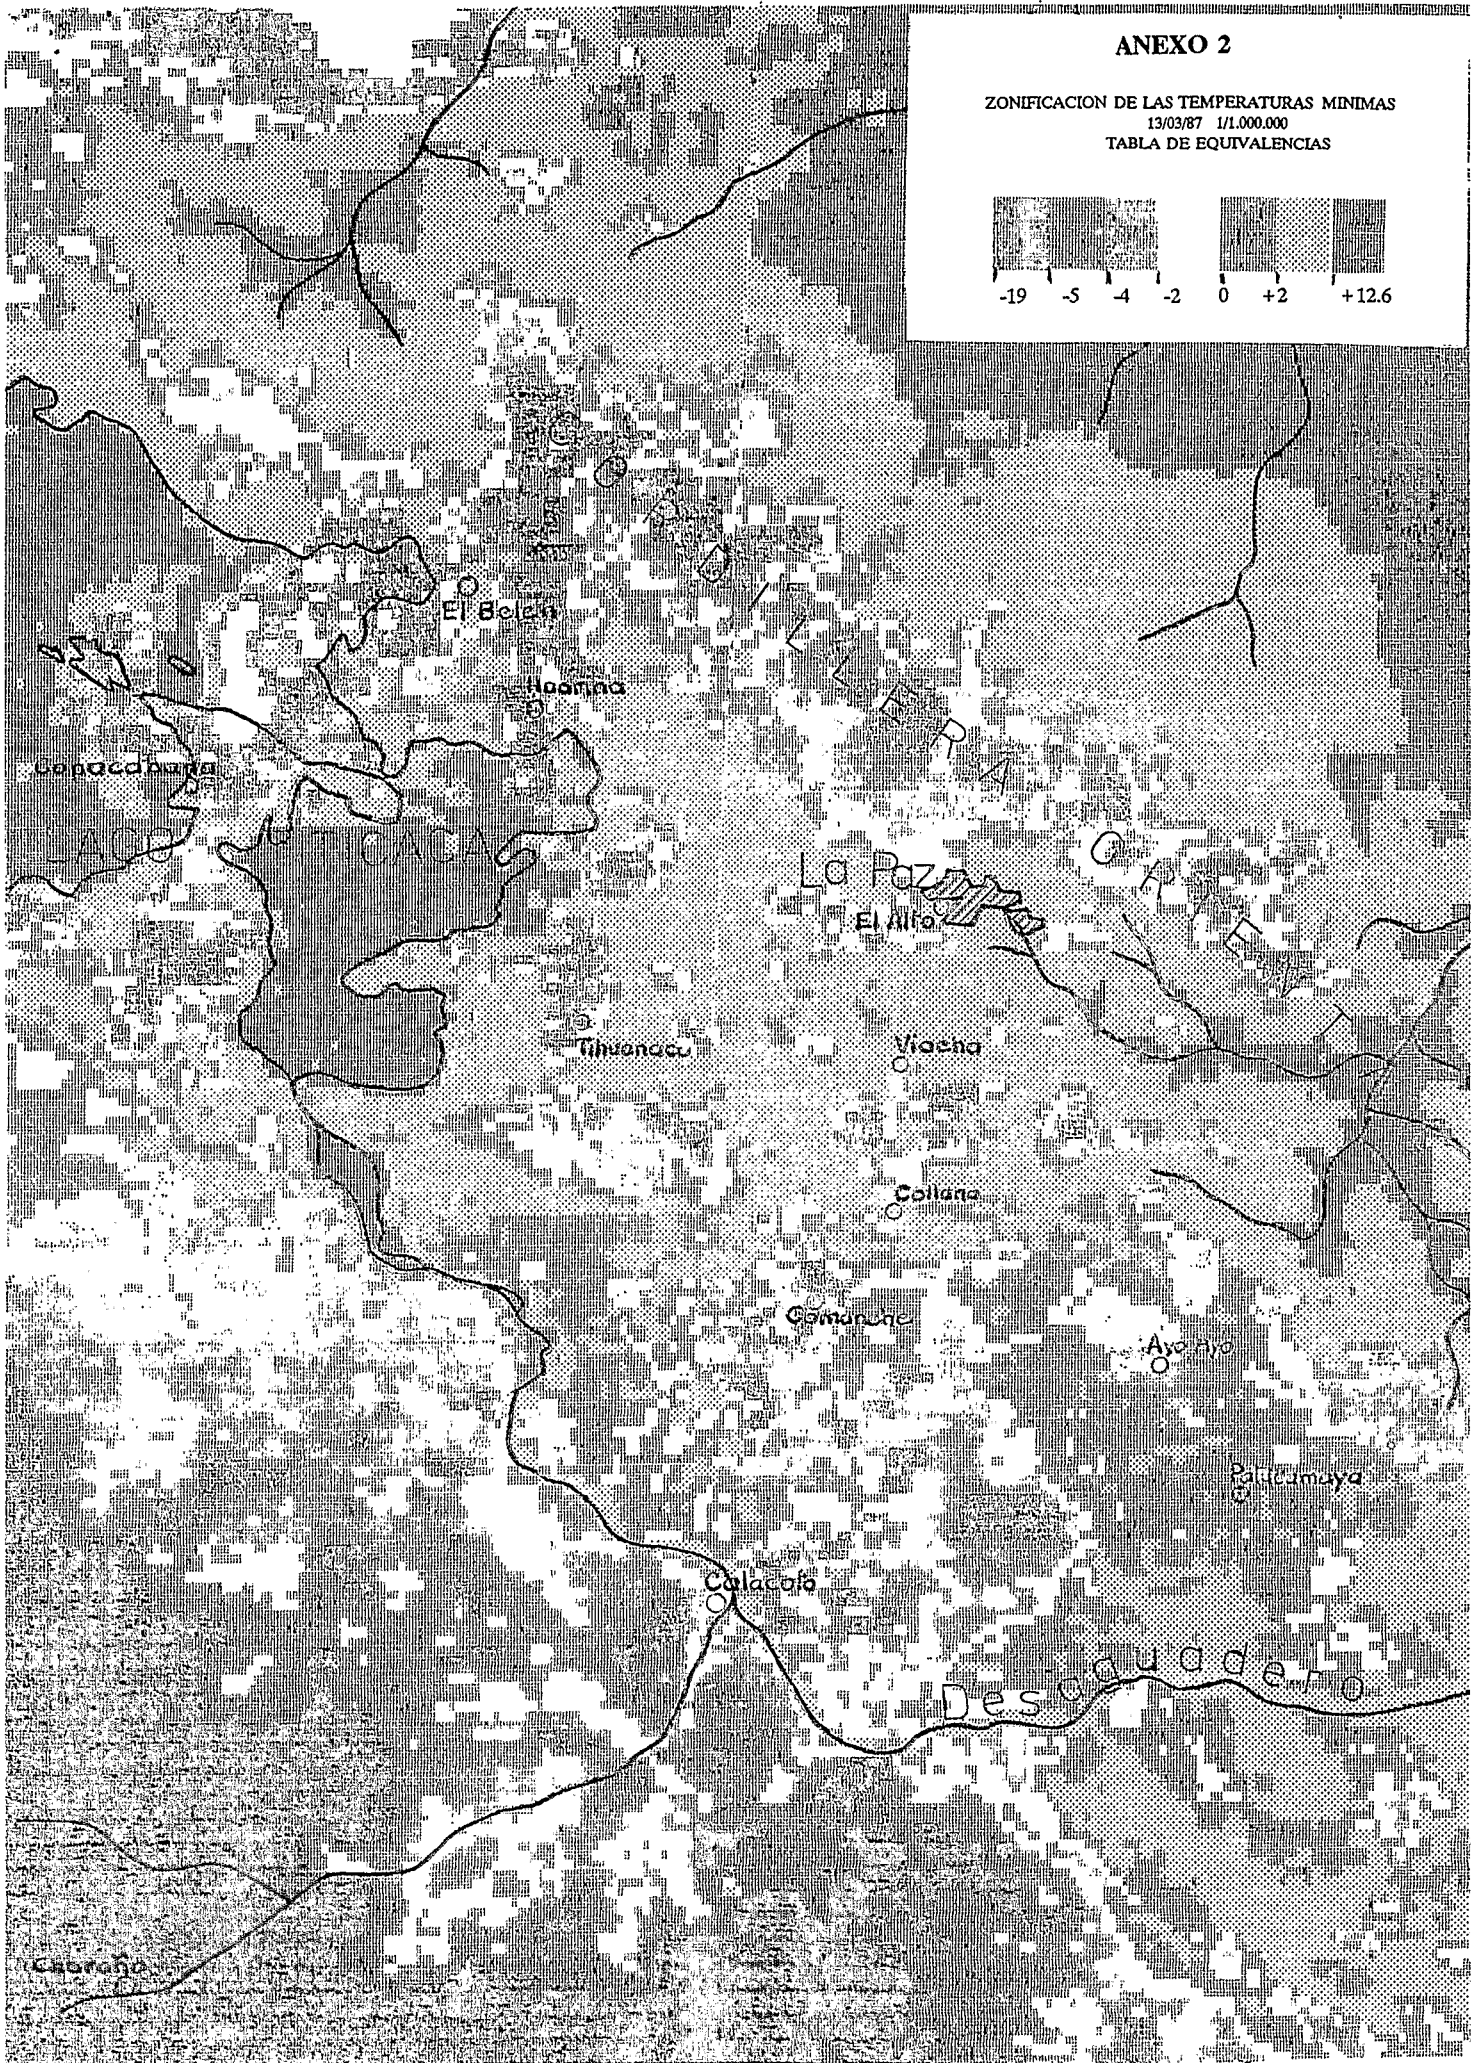 ANEXO 2
ZONIFICACION DE LAS TEMPERATURAS MINIMAS
13/03/87 1/1.000.000
TABLA DE EQUIVALENCIAS
-19 -5 -4 -2 0 +2 +12.6
CORDILLERA
El Belen
Huarina
Copacabana
LAGO TITICACA
La Paz
El Alto
ORIENTAL
Tihuanacu
Viacha
Collana
Comanche
Ayo Ayo
Patacamaya
Calacoto
Desaguadero
Charaña